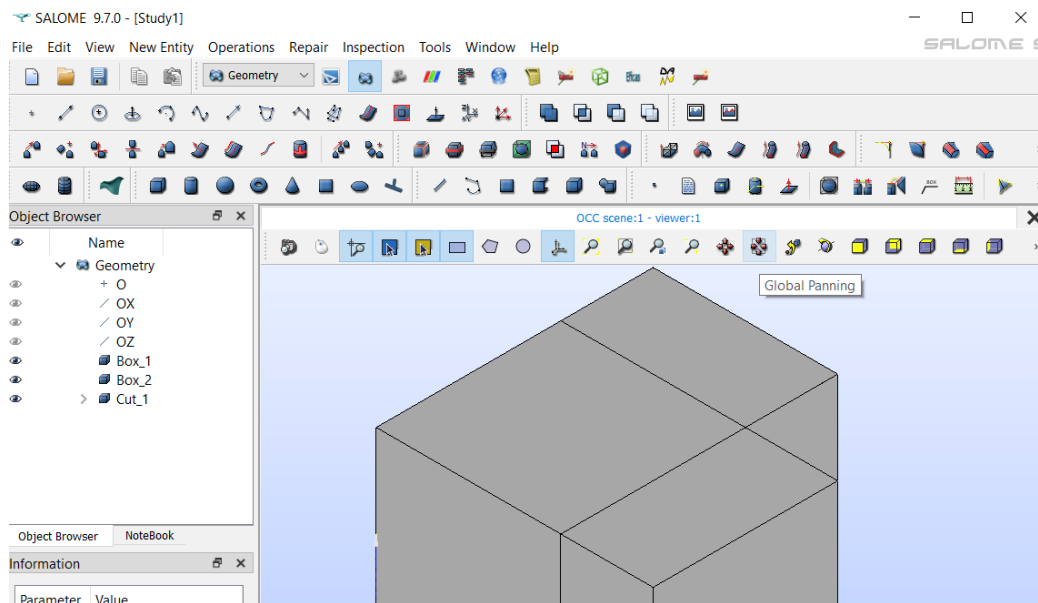 SALOME 9.7.0 - [Study1]
File Edit View New Entity Operations Repair Inspection Tools Window Help
SALOME
Geometry
Object Browser
OCC scene:1 - viewer:1
Name
Geometry
Global Panning
O
OX
OY
OZ
Box_1
Box_2
Cut_1
Object Browser NoteBook
Information
Parameter Value